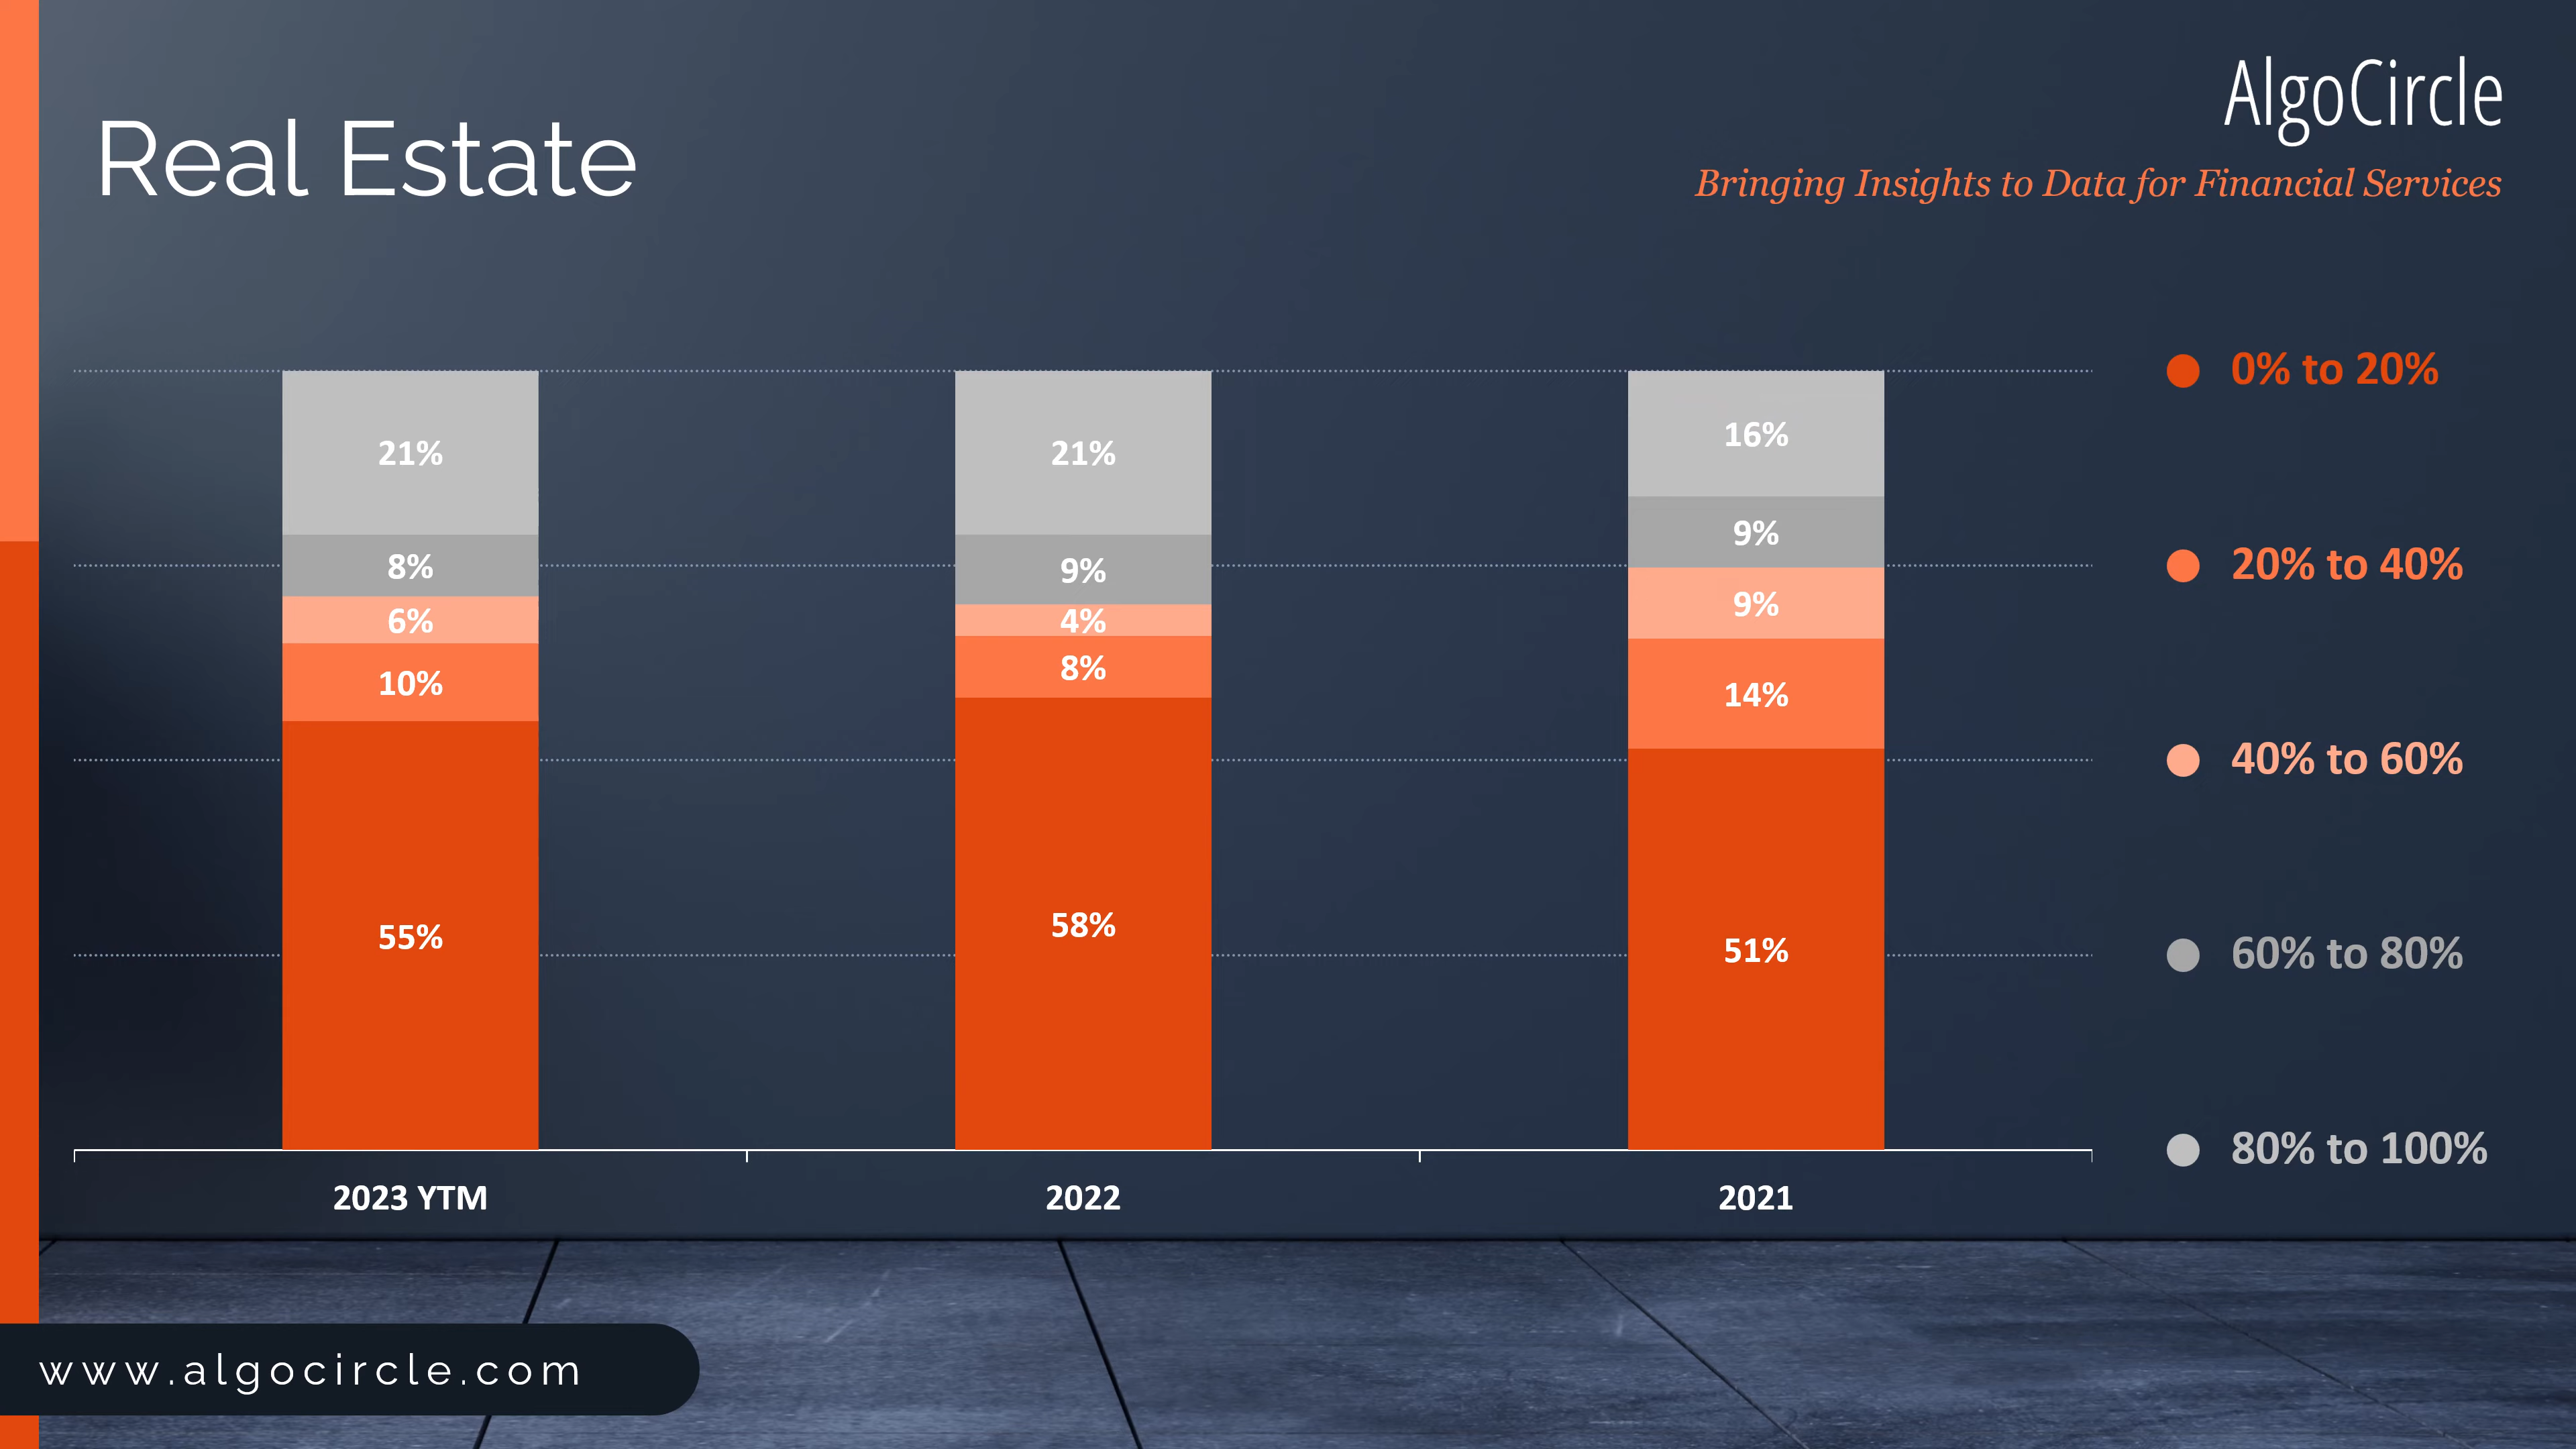 AlgoCircle
Real Estate
Bringing Insights to Data for Financial Services
21%
21%
16%
8%
9%
9%
6%
4%
9%
10%
8%
14%
55%
58%
51%
2023 YTM
2022
2021
0% to 20%
20% to 40%
40% to 60%
60% to 80%
80% to 100%
www.algocircle.com